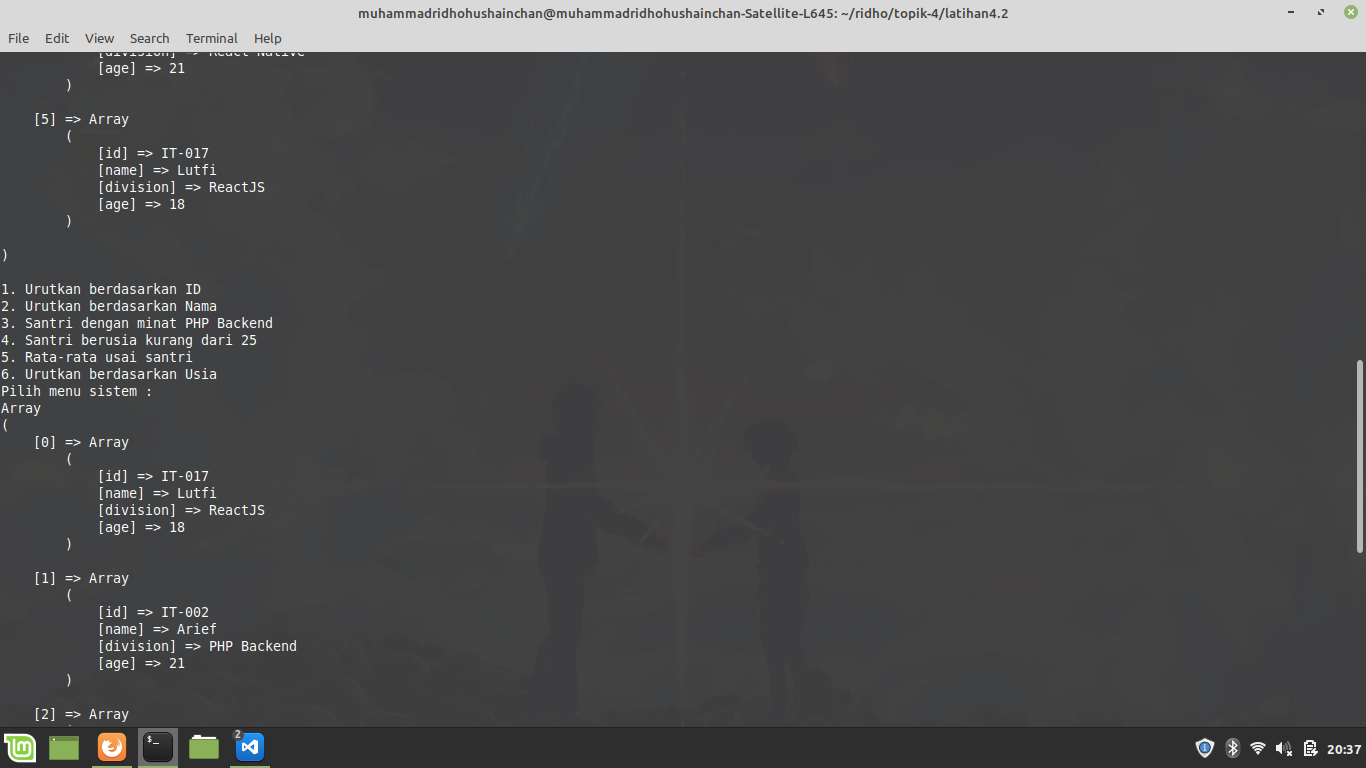 muhammadridhohushainchan@muhammadridhohushainchan-Satellite-L645: ~/ridho/topik-4/latihan4.2
File Edit View Search Terminal Help
[division] => React Native
[age] => 21
)
[5] => Array
(
[id] => IT-017
[name] => Lutfi
[division] => ReactJS
[age] => 18
)
)
1. Urutkan berdasarkan ID
2. Urutkan berdasarkan Nama
3. Santri dengan minat PHP Backend
4. Santri berusia kurang dari 25
5. Rata-rata usai santri
6. Urutkan berdasarkan Usia
Pilih menu sistem :
Array
(
[0] => Array
(
[id] => IT-017
[name] => Lutfi
[division] => ReactJS
[age] => 18
)
[1] => Array
(
[id] => IT-002
[name] => Arief
[division] => PHP Backend
[age] => 21
)
[2] => Array
2
20:37